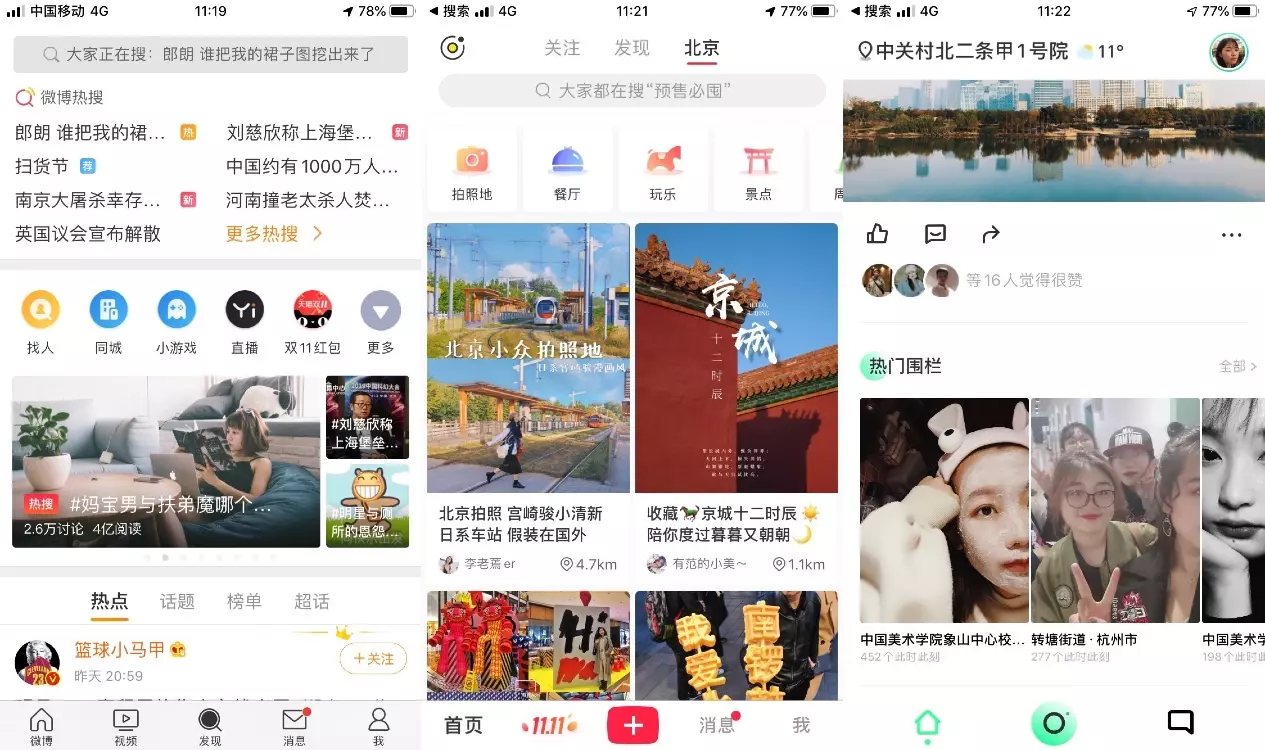 中国移动 4G 11:19 78%
大家正在搜：郎朗 谁把我的裙子图挖出来了
微博热搜
郎朗 谁把我的裙… 热 刘慈欣称上海堡… 新
扫货节 荐 中国约有1000万人…
南京大屠杀幸存… 新 河南撞老太杀人焚…
英国议会宣布解散 更多热搜
找人 同城 小游戏 直播 双11红包 更多
Yi
天猫双11
热搜 #妈宝男与扶弟魔哪个…
2.6万讨论 4亿阅读
#刘慈欣称
上海堡垒…
#明星与厕
所的恩怨…
热点 话题 榜单 超话
篮球小马甲
+关注
昨天 20:59
微博 视频 发现 消息 我
搜索 4G 11:21 77%
关注 发现 北京
大家都在搜“预售必囤”
拍照地 餐厅 玩乐 景点
北京小众拍照地
京城
十二时辰
北京拍照 宫崎骏小清新
日系车站 假装在国外
李老蔫er 4.7km
收藏🐎京城十二时辰☀️
陪你度过暮暮又朝朝🌙
有范的小美～ 1.1km
Hi
我爱
南锣
首页 11.11 + 消息 我
搜索 4G 11:22 77%
中关村北二条甲1号院 11°
等16人觉得很赞
热门围栏 全部
中国美术学院象山中心校…
452个此时此刻
转塘街道·杭州市
277个此时此刻
中国美术学
198个此时此